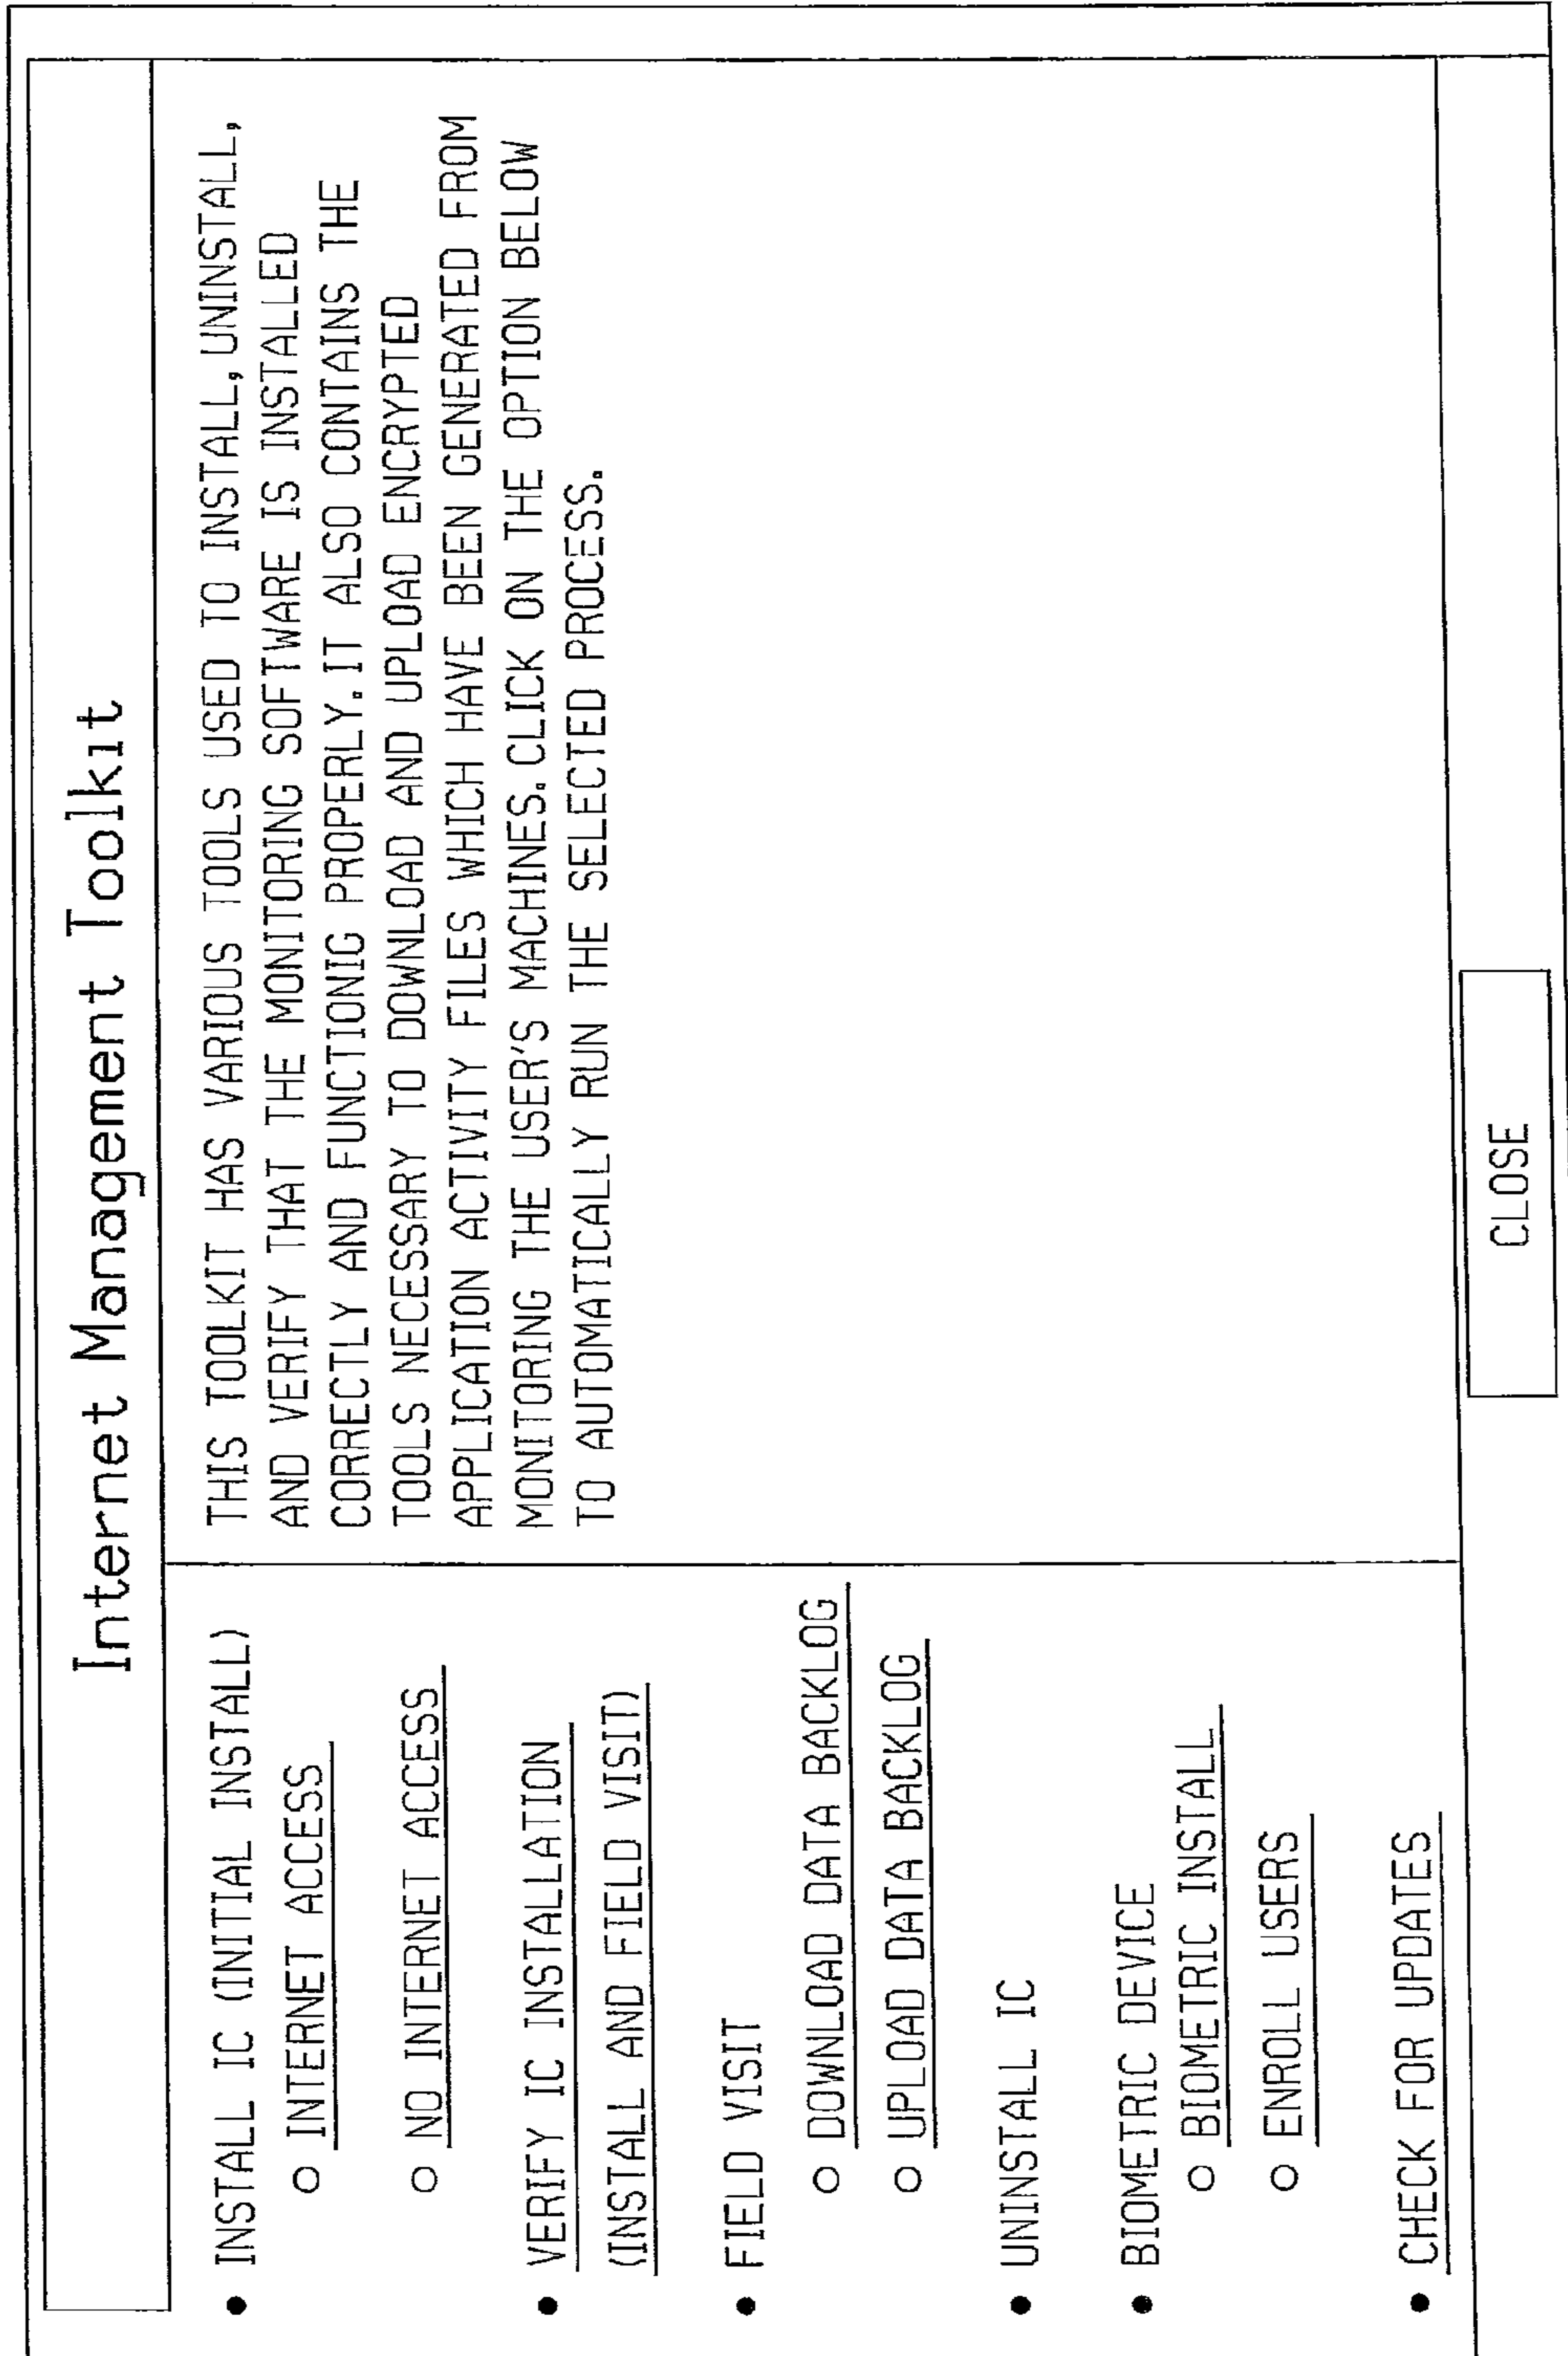 Internet Management Toolkit
• INSTALL IC (INITIAL INSTALL)
○ INTERNET ACCESS
○ NO INTERNET ACCESS
• VERIFY IC INSTALLATION
(INSTALL AND FIELD VISIT)
• FIELD VISIT
○ DOWNLOAD DATA BACKLOG
○ UPLOAD DATA BACKLOG
• UNINSTALL IC
• BIOMETRIC DEVICE
○ BIOMETRIC INSTALL
○ ENROLL USERS
• CHECK FOR UPDATES
THIS TOOLKIT HAS VARIOUS TOOLS USED TO INSTALL, UNINSTALL,
AND VERIFY THAT THE MONITORING SOFTWARE IS INSTALLED
CORRECTLY AND FUNCTIONIG PROPERLY. IT ALSO CONTAINS THE
TOOLS NECESSARY TO DOWNLOAD AND UPLOAD ENCRYPTED
APPLICATION ACTIVITY FILES WHICH HAVE BEEN GENERATED FROM
MONITORING THE USER'S MACHINES. CLICK ON THE OPTION BELOW
TO AUTOMATICALLY RUN THE SELECTED PROCESS.
CLOSE